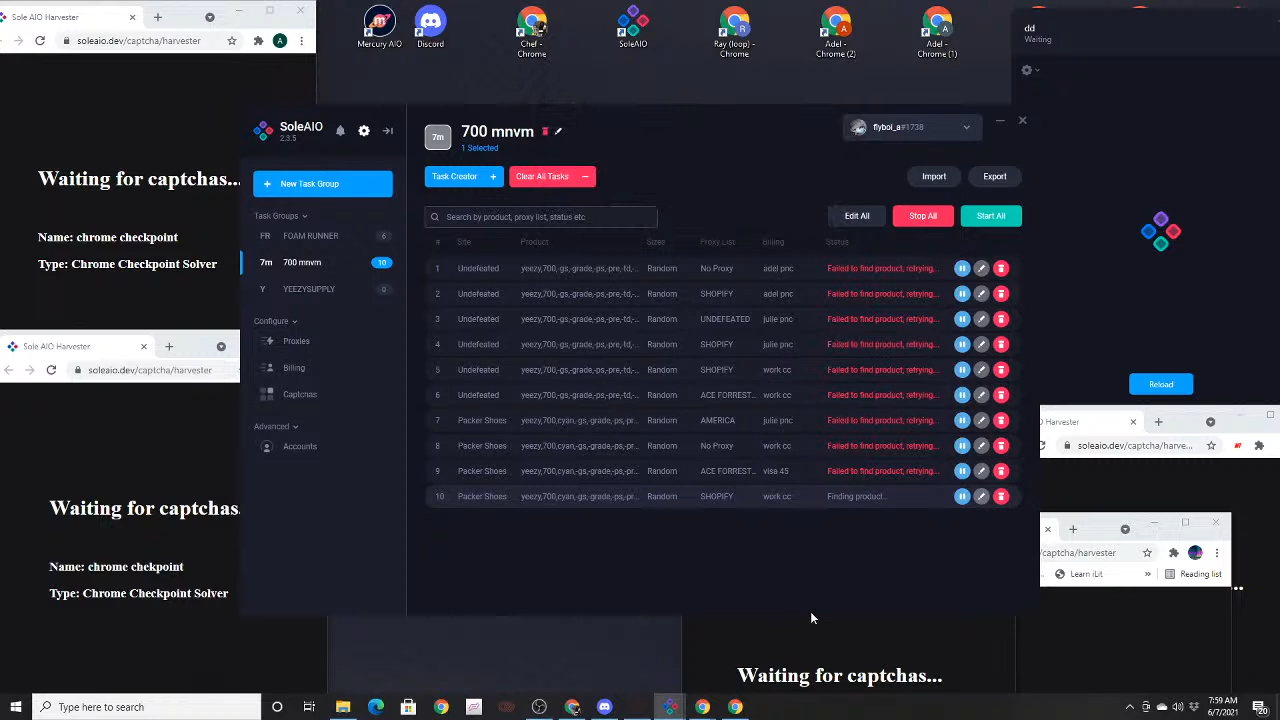 Sole AIO Harvester
soleaio.dev/captcha/harvester
A
Waiting for captchas...
Name: chrome checkpoint
Type: Chrome Checkpoint Solver
Sole AIO Harvester
soleaio.dev/captcha/harvester
Waiting for captchas...
Name: chrome chekpoint
Type: Chrome Checkpoint Solver
Mercury AIO
Discord
Chef - Chrome
SoleAIO
Ray (loop) - Chrome
Adel - Chrome (2)
Adel - Chrome (1)
dd
Waiting
SoleAIO
2.3.5
New Task Group
Task Groups
FR FOAM RUNNER 6
7m 700 mnvm 10
Y YEEZYSUPPLY 0
Configure
Proxies
Billing
Captchas
Advanced
Accounts
7m 700 mnvm
1 Selected
flyboi_a#1738
Task Creator + Clear All Tasks − Import Export
Search by product, proxy list, status etc
Edit All Stop All Start All
# Site Product Sizes Proxy List Billing Status
1 Undefeated yeezy,700,-gs,-grade,-ps,-pre,-td,-... Random No Proxy adel pnc Failed to find product, retrying...
2 Undefeated yeezy,700,-gs,-grade,-ps,-pre,-td,-... Random SHOPIFY adel pnc Failed to find product, retrying...
3 Undefeated yeezy,700,-gs,-grade,-ps,-pre,-td,-... Random UNDEFEATED julie pnc Failed to find product, retrying...
4 Undefeated yeezy,700,-gs,-grade,-ps,-pre,-td,-... Random SHOPIFY julie pnc Failed to find product, retrying...
5 Undefeated yeezy,700,-gs,-grade,-ps,-pre,-td,-... Random SHOPIFY work cc Failed to find product, retrying...
6 Undefeated yeezy,700,-gs,-grade,-ps,-pre,-td,-... Random ACE FORREST... work cc Failed to find product, retrying...
7 Packer Shoes yeezy,700,cyan,-gs,-grade,-ps,-pr... Random AMERICA julie pnc Failed to find product, retrying...
8 Packer Shoes yeezy,700,cyan,-gs,-grade,-ps,-pr... Random No Proxy work cc Failed to find product, retrying...
9 Packer Shoes yeezy,700,cyan,-gs,-grade,-ps,-pr... Random ACE FORREST... visa 45 Failed to find product, retrying...
10 Packer Shoes yeezy,700,cyan,-gs,-grade,-ps,-pr... Random SHOPIFY work cc Finding product...
Reload
IO Harvester
soleaio.dev/captcha/harve...
captcha/harvester
Learn iLit » Reading list
...
Waiting for captchas...
Type here to search
7:59 AM
6/7/2021
20